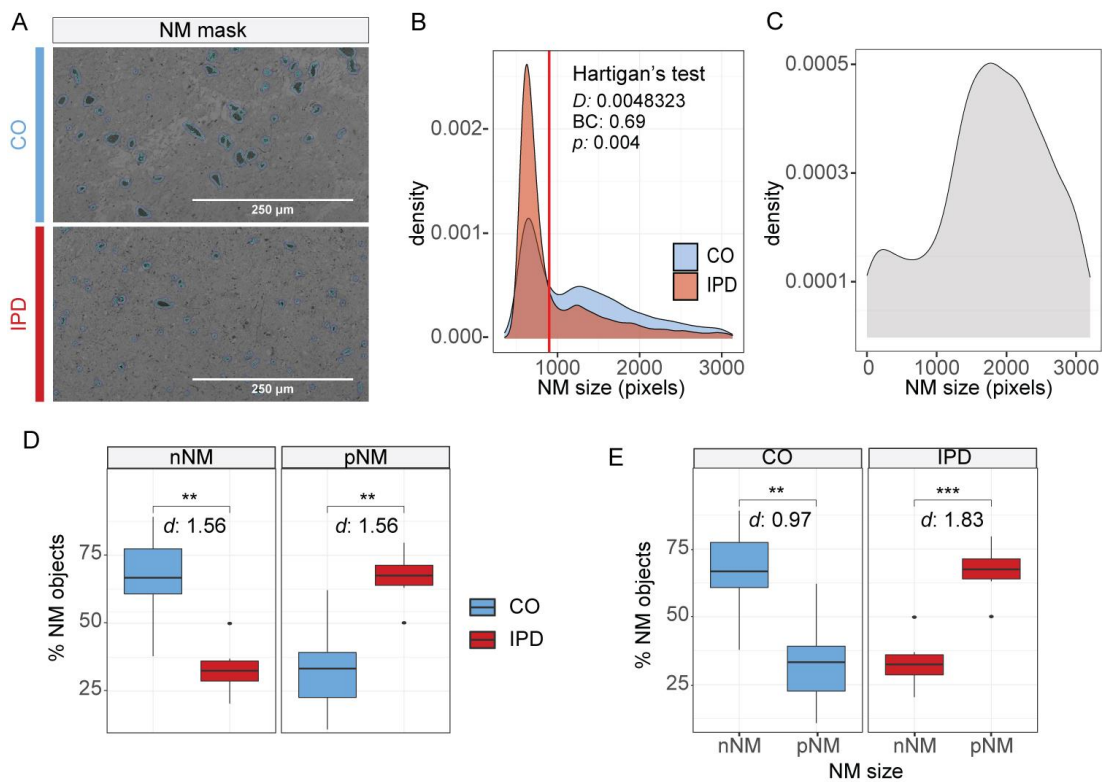 A
NM mask
CO
250 µm
IPD
250 µm
B
Hartigan's test
D: 0.0048323
BC: 0.69
p: 0.004
0.002-
0.001-
0.000-
density
CO
IPD
1000
2000
3000
NM size (pixels)
C
0.0005
0.0003
0.0001
density
0
1000
2000
3000
NM size (pixels)
D
nNM
pNM
**
d: 1.56
**
d: 1.56
75
50
25
% NM objects
CO
IPD
E
CO
IPD
**
d: 0.97
***
d: 1.83
75
50
25
% NM objects
nNM
pNM
nNM
pNM
NM size